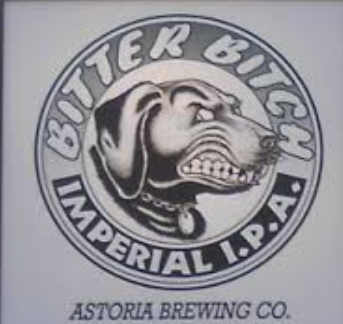 BITTER BITCH
IMPERIAL I.P.A.
ASTORIA BREWING CO.